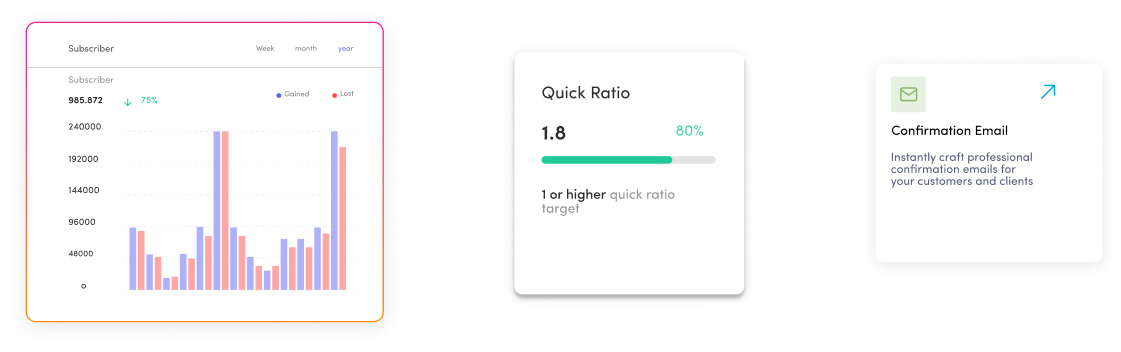 Subscriber
Week month year
Subscriber
985.872 75%
Gained Lost
240000
192000
144000
96000
48000
0
Quick Ratio
1.8 80%
1 or higher quick ratio
target
Confirmation Email
Instantly craft professional
confirmation emails for
your customers and clients